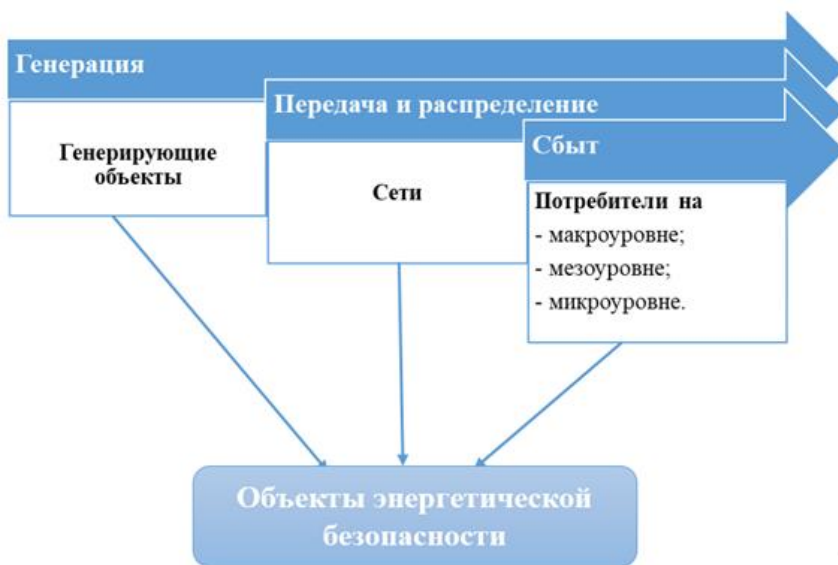 Генерация
Генерирующие
объекты
Передача и распределение
Сети
Сбыт
Потребители на
- макроуровне;
- мезоуровне;
- микроуровне.
Объекты энергетической
безопасности